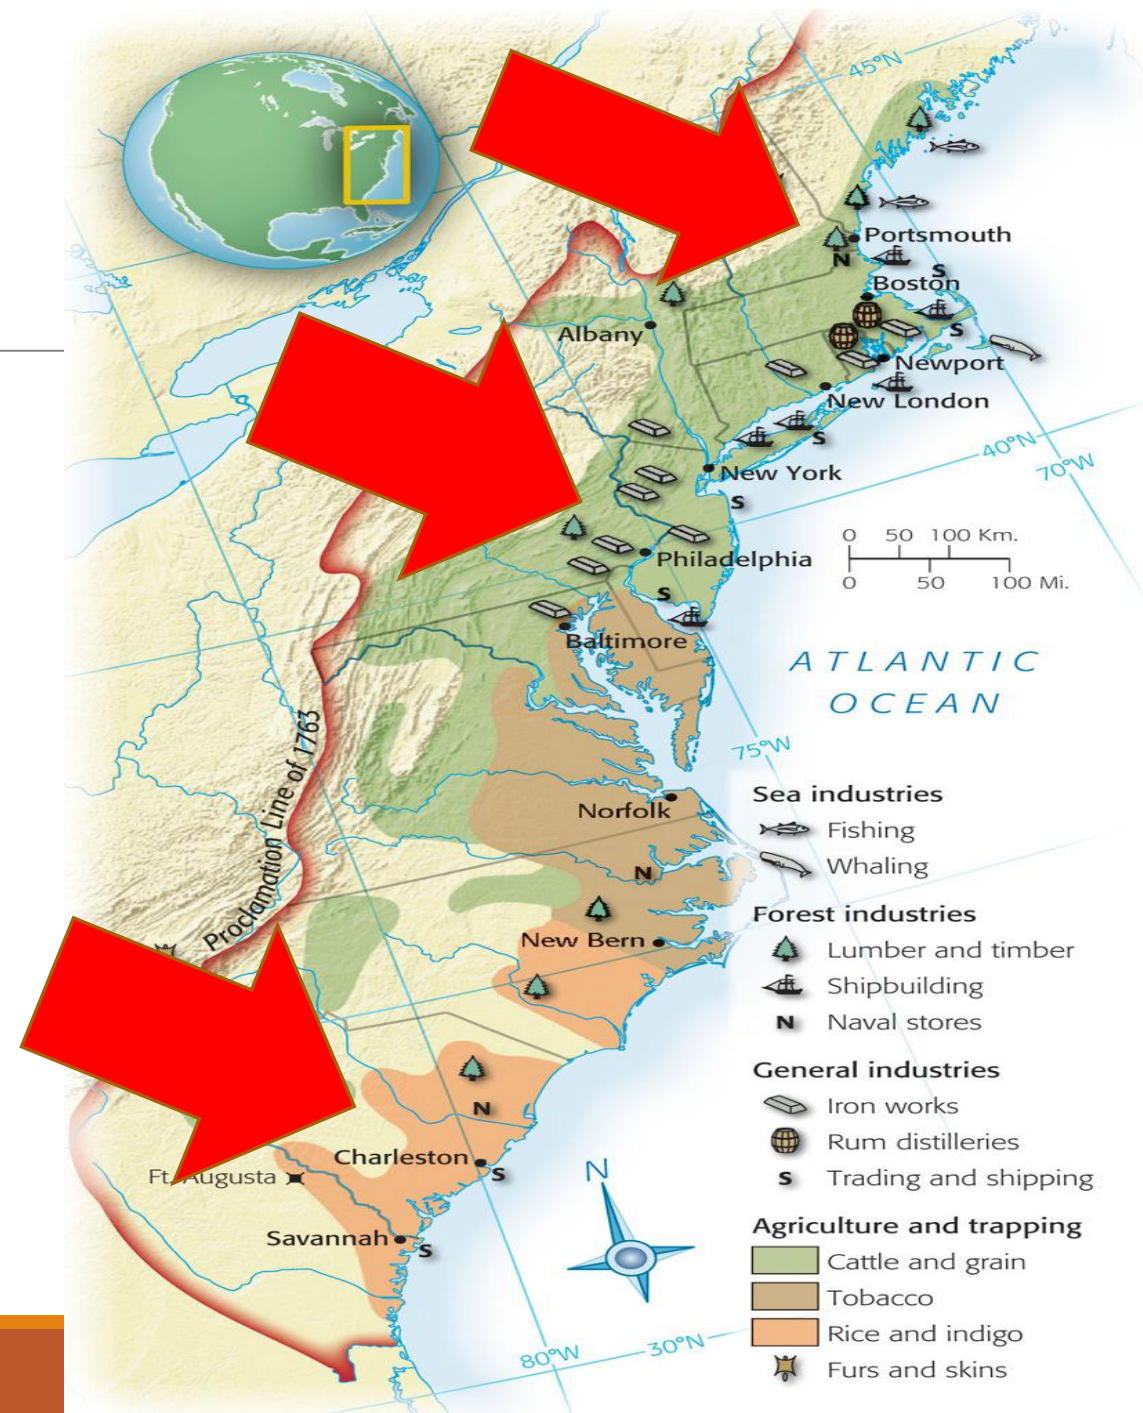 45°N
Portsmouth
N
S
Boston
Albany
S
Newport
New London
S
40°N
70°W
New York
S
0 50 100 Km.
0 50 100 Mi.
Philadelphia
S
Baltimore
ATLANTIC
OCEAN
75°W
Proclamation Line of 1763
Norfolk
N
New Bern
N
Charleston
S
Ft. Augusta
Savannah
S
N
80°W
30°N
Sea industries
Fishing
Whaling
Forest industries
Lumber and timber
Shipbuilding
N Naval stores
General industries
Iron works
Rum distilleries
S Trading and shipping
Agriculture and trapping
Cattle and grain
Tobacco
Rice and indigo
Furs and skins